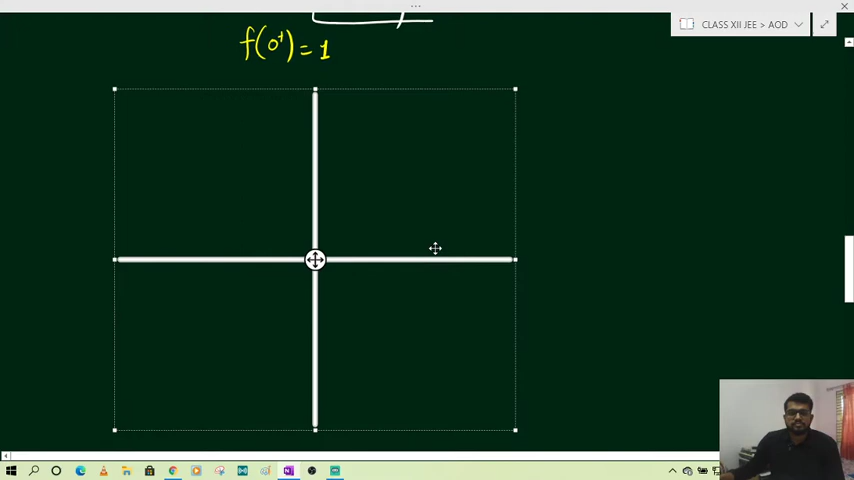 CLASS XII JEE > AOD
f(0⁺) = 1